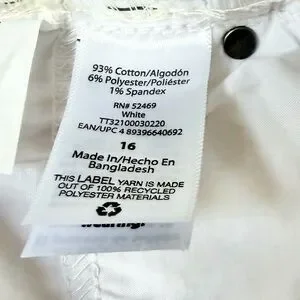 93% Cotton/Algodón
6% Polyester/Poliéster
1% Spandex
RN# 52469
White
TT32100030220
EAN/UPC 4 89396640692
16
Made In/Hecho En
Bangladesh
THIS LABEL YARN IS MADE
OUT OF 100% RECYCLED
POLYESTER MATERIALS
wearing!